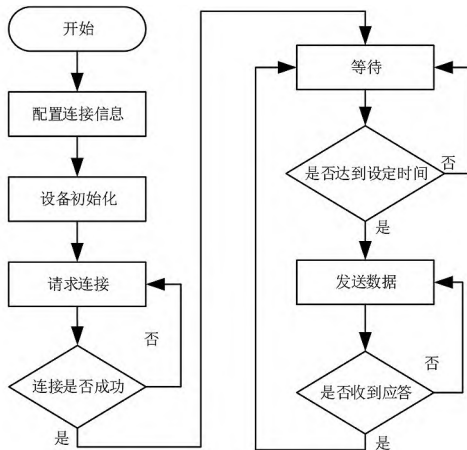 开始
配置连接信息
设备初始化
请求连接
否
连接是否成功
是
等待
是否达到设定时间
否
是
发送数据
否
是否收到应答
是